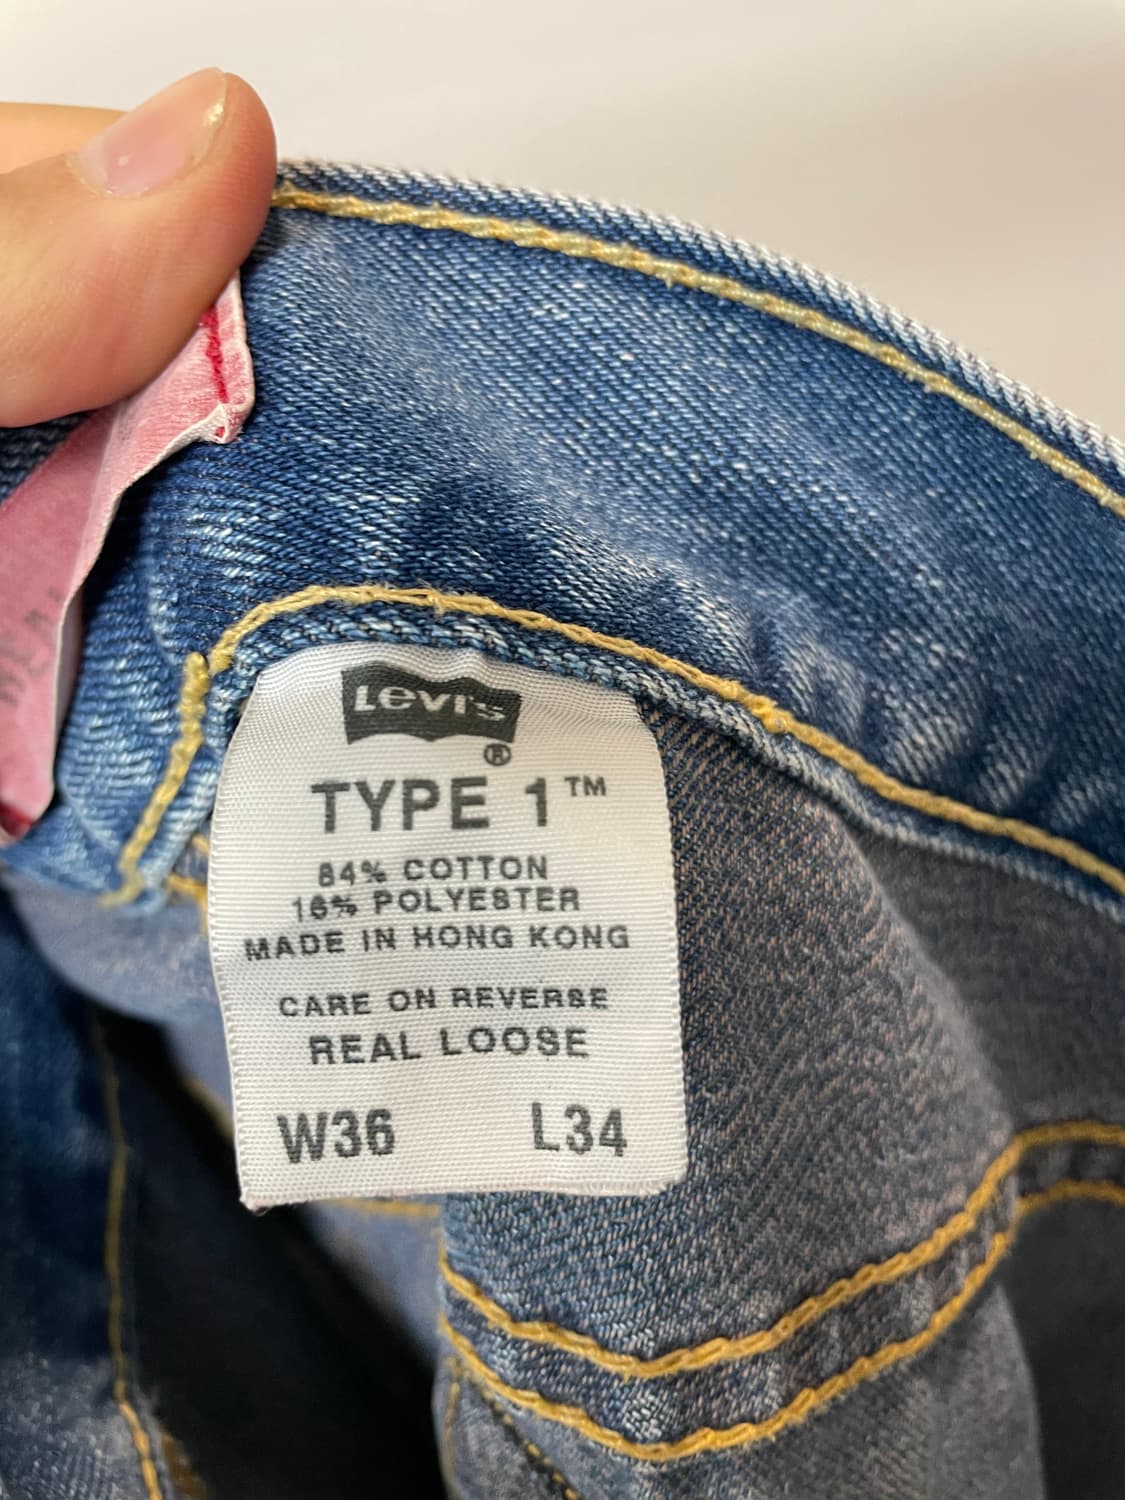 Levi's
®
TYPE 1™
84% COTTON
16% POLYESTER
MADE IN HONG KONG
CARE ON REVERSE
REAL LOOSE
W36 L34